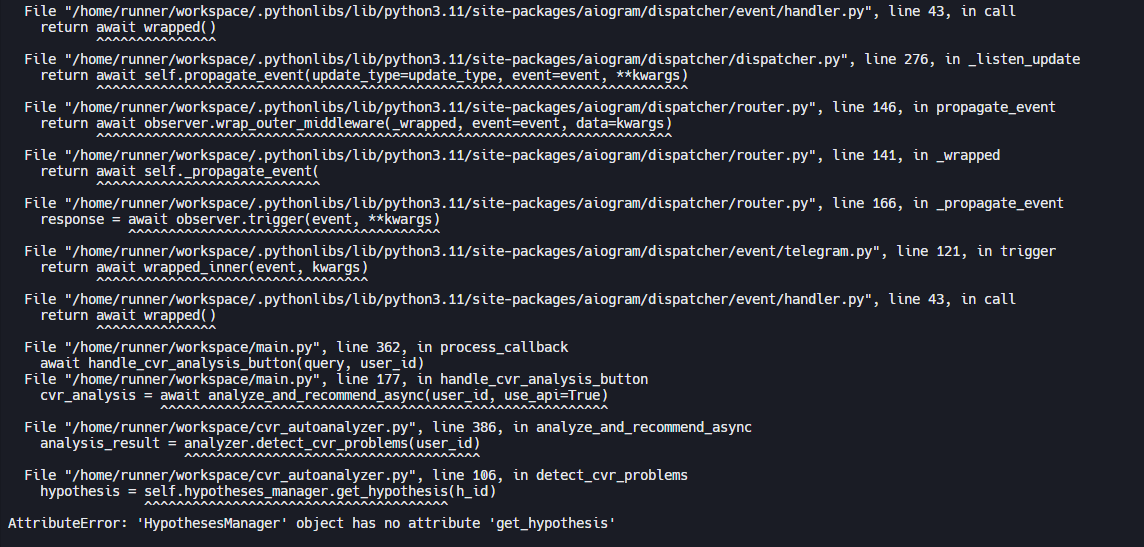 File "/home/runner/workspace/.pythonlibs/lib/python3.11/site-packages/aiogram/dispatcher/event/handler.py", line 43, in call
return await wrapped()
^^^^^^^^^^^^^^^
File "/home/runner/workspace/.pythonlibs/lib/python3.11/site-packages/aiogram/dispatcher/dispatcher.py", line 276, in _listen_update
return await self.propagate_event(update_type=update_type, event=event, **kwargs)
^^^^^^^^^^^^^^^^^^^^^^^^^^^^^^^^^^^^^^^^^^^^^^^^^^^^^^^^^^^^^^^^^^^^^^^^^^
File "/home/runner/workspace/.pythonlibs/lib/python3.11/site-packages/aiogram/dispatcher/router.py", line 146, in propagate_event
return await observer.wrap_outer_middleware(_wrapped, event=event, data=kwargs)
^^^^^^^^^^^^^^^^^^^^^^^^^^^^^^^^^^^^^^^^^^^^^^^^^^^^^^^^^^^^^^^^^^^^^^^^
File "/home/runner/workspace/.pythonlibs/lib/python3.11/site-packages/aiogram/dispatcher/router.py", line 141, in _wrapped
return await self._propagate_event(
^^^^^^^^^^^^^^^^^^^^^^^^^^^^
File "/home/runner/workspace/.pythonlibs/lib/python3.11/site-packages/aiogram/dispatcher/router.py", line 166, in _propagate_event
response = await observer.trigger(event, **kwargs)
^^^^^^^^^^^^^^^^^^^^^^^^^^^^^^^^^^^^^^^
File "/home/runner/workspace/.pythonlibs/lib/python3.11/site-packages/aiogram/dispatcher/event/telegram.py", line 121, in trigger
return await wrapped_inner(event, kwargs)
^^^^^^^^^^^^^^^^^^^^^^^^^^^^^^^^^^
File "/home/runner/workspace/.pythonlibs/lib/python3.11/site-packages/aiogram/dispatcher/event/handler.py", line 43, in call
return await wrapped()
^^^^^^^^^^^^^^^
File "/home/runner/workspace/main.py", line 362, in process_callback
await handle_cvr_analysis_button(query, user_id)
File "/home/runner/workspace/main.py", line 177, in handle_cvr_analysis_button
cvr_analysis = await analyze_and_recommend_async(user_id, use_api=True)
^^^^^^^^^^^^^^^^^^^^^^^^^^^^^^^^^^^^^^^^^^^^^^^^^^^^^^^^
File "/home/runner/workspace/cvr_autoanalyzer.py", line 386, in analyze_and_recommend_async
analysis_result = analyzer.detect_cvr_problems(user_id)
^^^^^^^^^^^^^^^^^^^^^^^^^^^^^^^^^^^^^
File "/home/runner/workspace/cvr_autoanalyzer.py", line 106, in detect_cvr_problems
hypothesis = self.hypotheses_manager.get_hypothesis(h_id)
^^^^^^^^^^^^^^^^^^^^^^^^^^^^^^^^^^^^^^
AttributeError: 'HypothesesManager' object has no attribute 'get_hypothesis'